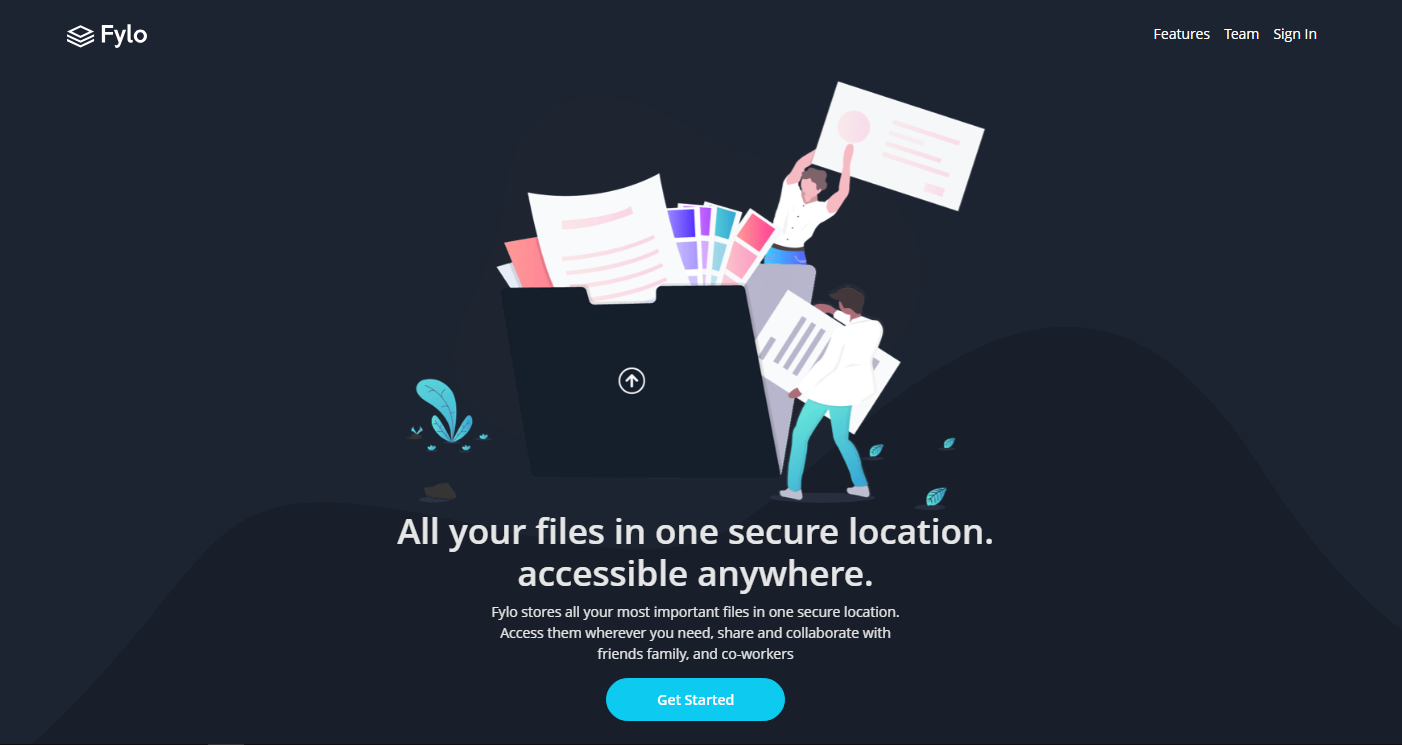 Fylo
Features Team Sign In
All your files in one secure location.
accessible anywhere.
Fylo stores all your most important files in one secure location.
Access them wherever you need, share and collaborate with
friends family, and co-workers
Get Started